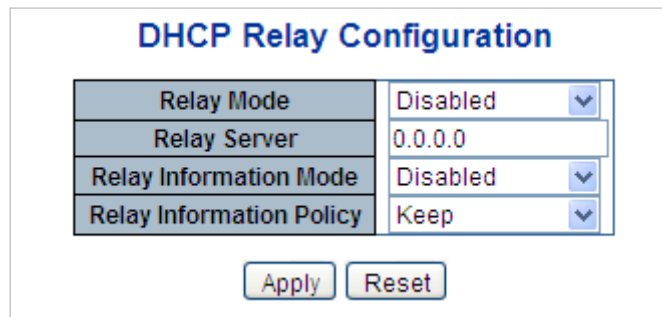 DHCP Relay Configuration
Relay Mode Disabled
Relay Server 0.0.0.0
Relay Information Mode Disabled
Relay Information Policy Keep
Apply Reset